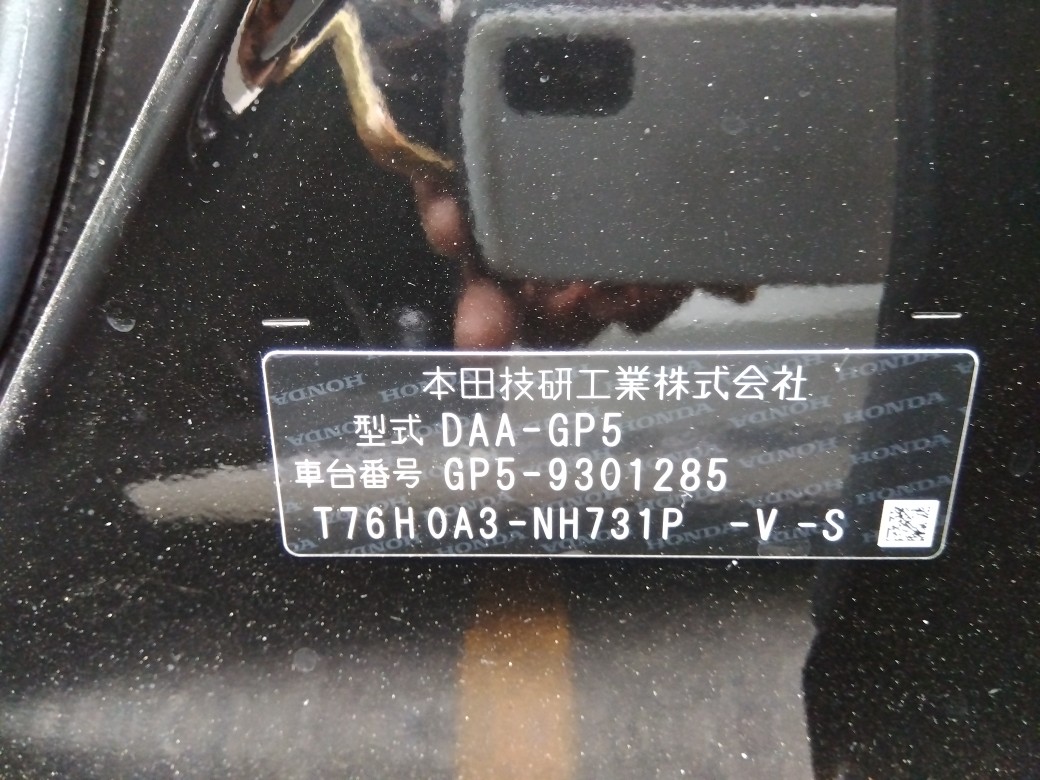 本田技研工業株式会社
型式 DAA-GP5
車台番号 GP5-9301285
T76H0A3-NH731P -V -S